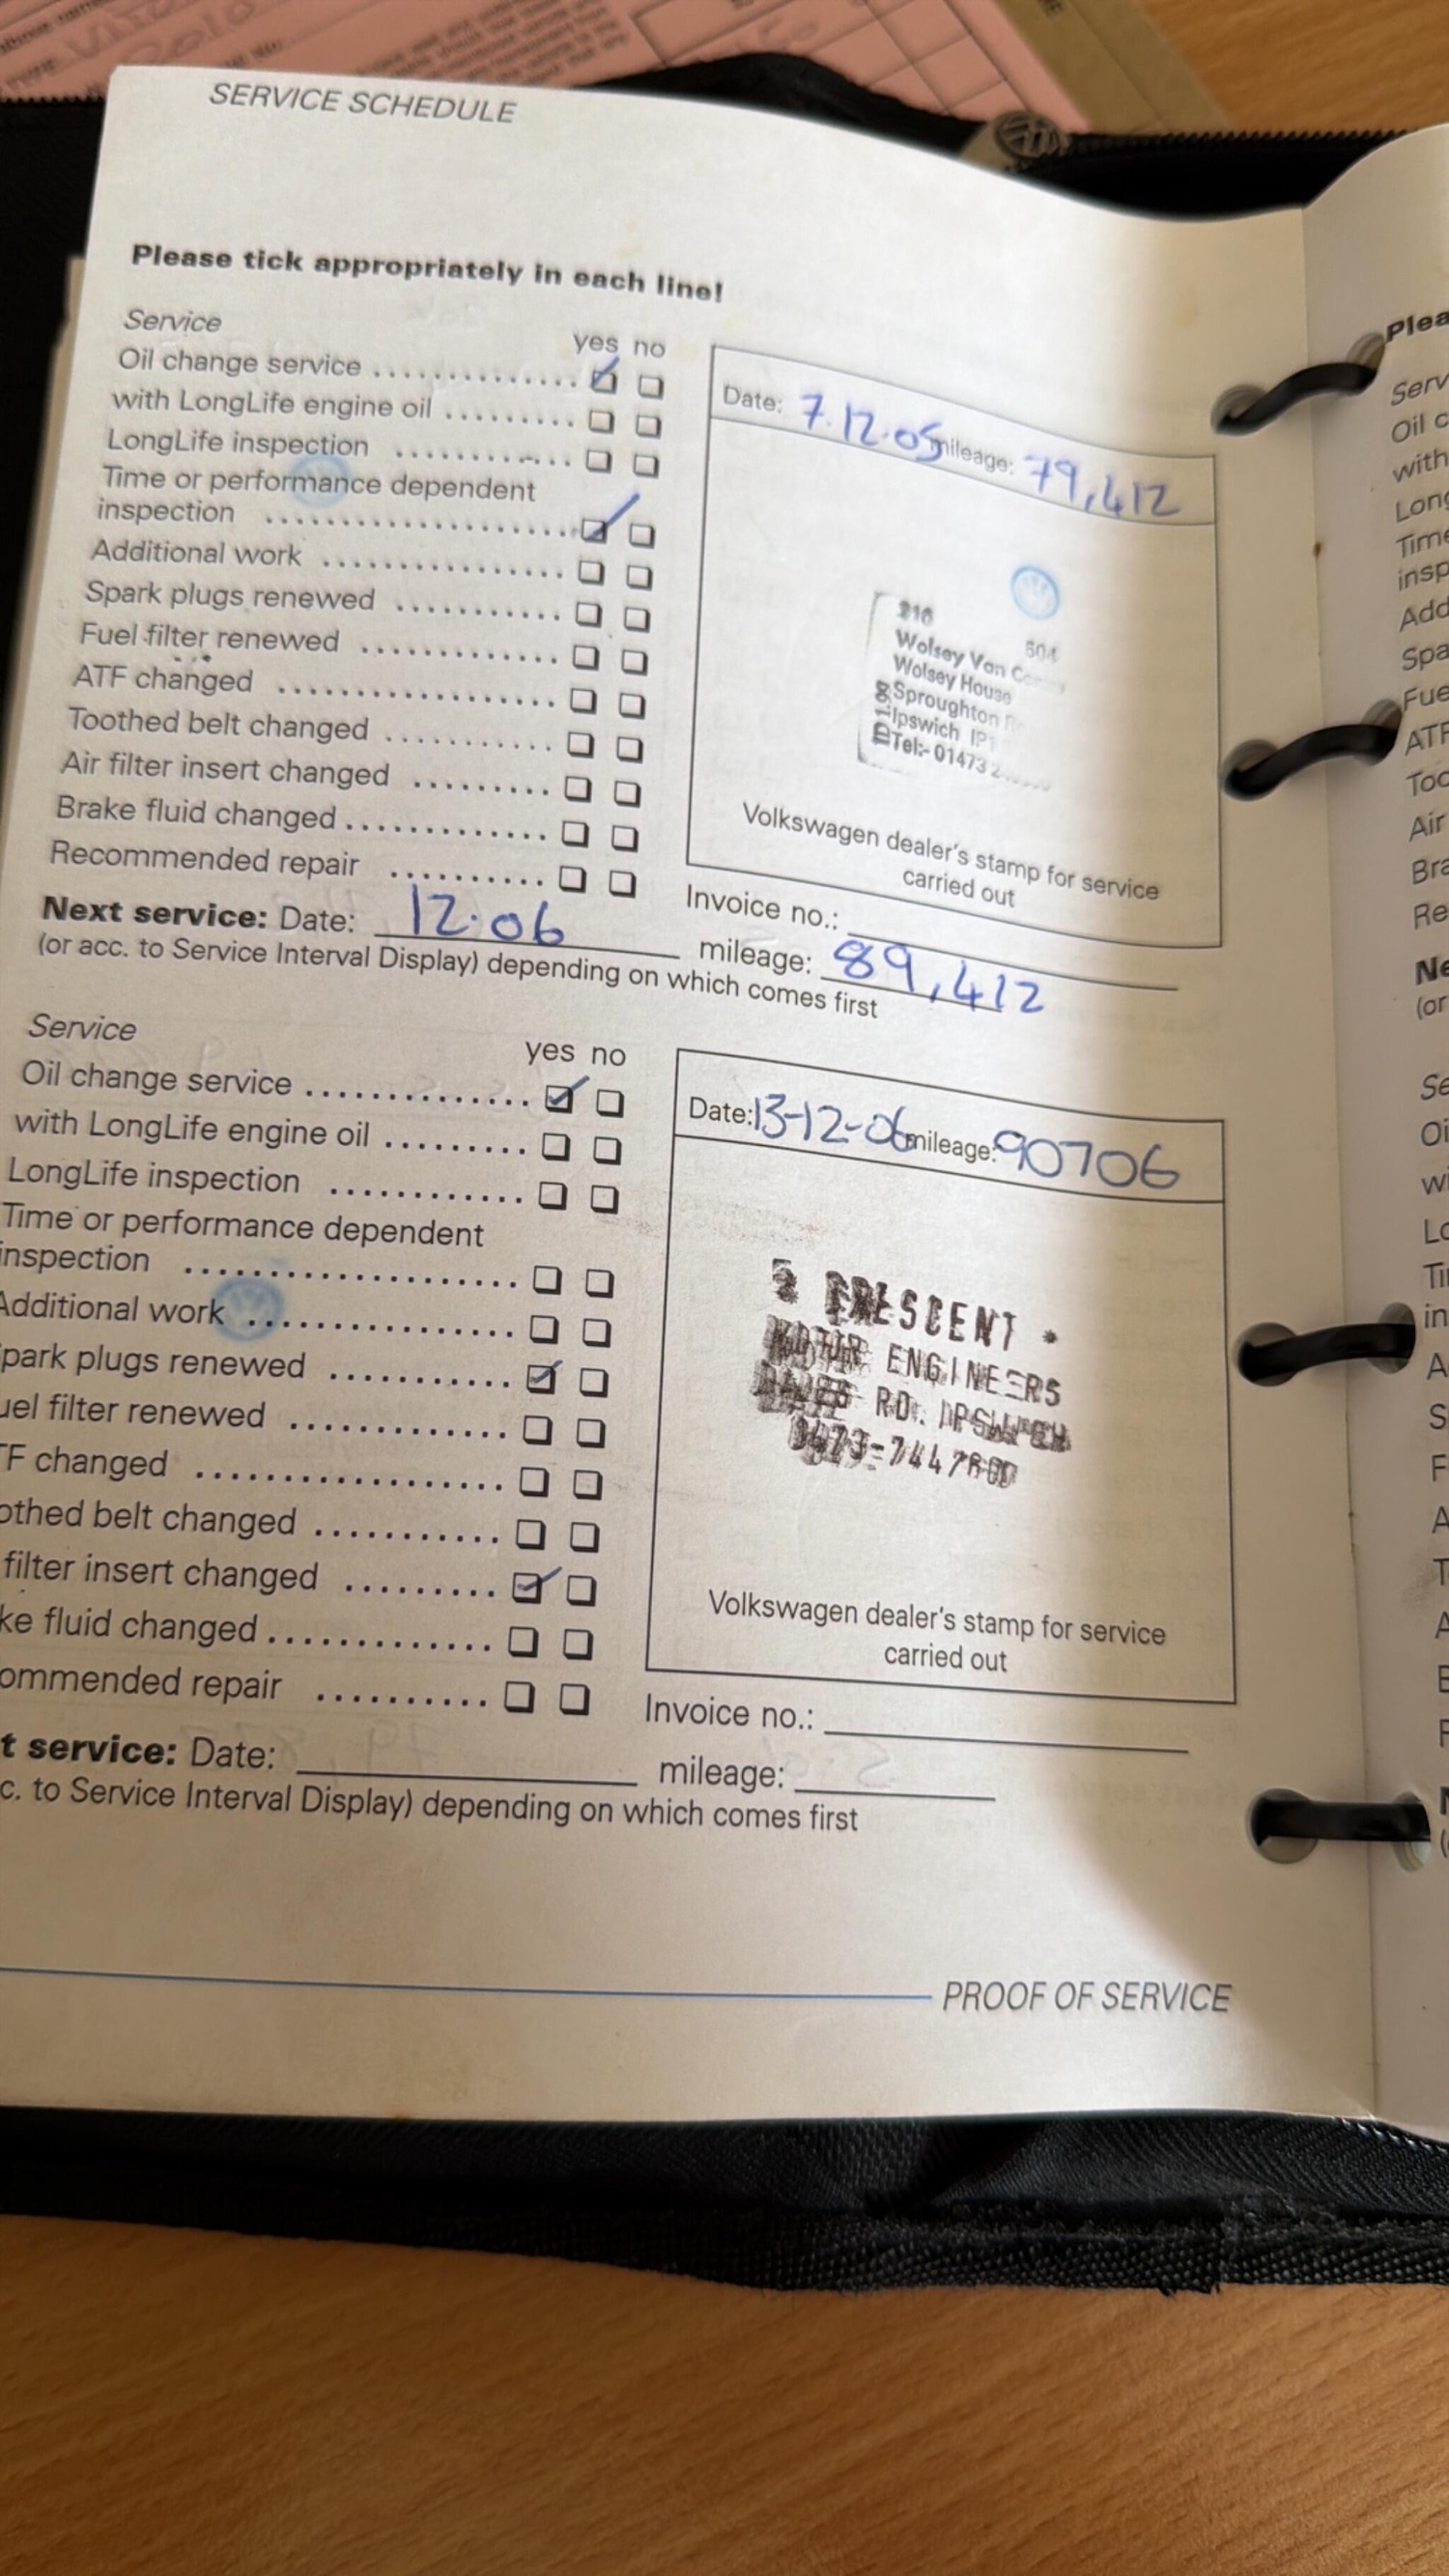 SERVICE SCHEDULE
Please tick appropriately in each line!
Service
yes no
Oil change service
with LongLife engine oil
LongLife inspection
Time or performance dependent
inspection
Additional work
Spark plugs renewed
Fuel filter renewed
ATF changed
Toothed belt changed
Air filter insert changed
Brake fluid changed
Recommended repair
Date: 7.12.05 mileage: 79,412
Wolsey Van
Wolsey House
Sproughton
Ipswich IP1
Tel:- 01473
Volkswagen dealer's stamp for service
carried out
Invoice no.:
Next service: Date: 12.06 mileage: 89,412
(or acc. to Service Interval Display) depending on which comes first
Service
yes no
Oil change service
with LongLife engine oil
LongLife inspection
Time or performance dependent
inspection
Additional work
park plugs renewed
uel filter renewed
TF changed
othed belt changed
filter insert changed
ke fluid changed
ommended repair
Date: 13-12-06 mileage: 90706
CRESCENT
MOTOR ENGINEERS
RD. IPSWICH
Volkswagen dealer's stamp for service
carried out
Invoice no.:
t service: Date: mileage:
c. to Service Interval Display) depending on which comes first
PROOF OF SERVICE